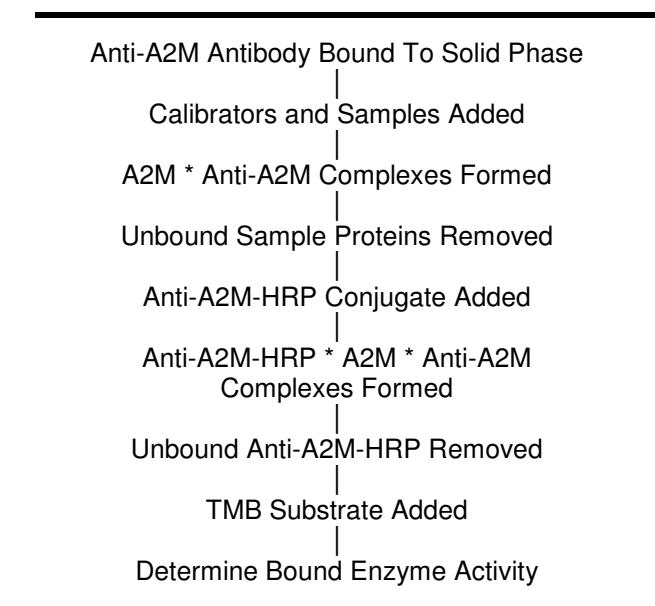 Anti-A2M Antibody Bound To Solid Phase
Calibrators and Samples Added
A2M * Anti-A2M Complexes Formed
Unbound Sample Proteins Removed
Anti-A2M-HRP Conjugate Added
Anti-A2M-HRP * A2M * Anti-A2M
Complexes Formed
Unbound Anti-A2M-HRP Removed
TMB Substrate Added
Determine Bound Enzyme Activity